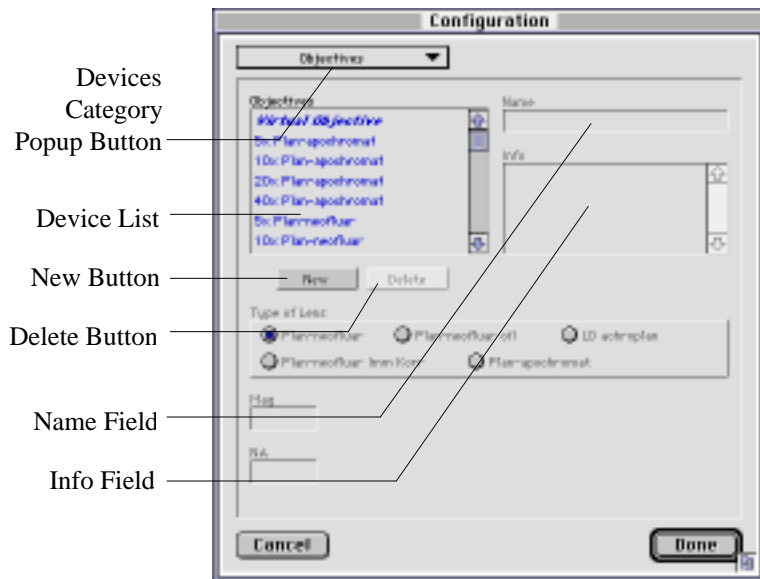 Configuration
Objectives
Devices
Category
Popup Button
Device List
New Button
Delete Button
Name Field
Info Field
Objectives
Virtual Objective
5x Plan-apochromat
10x Plan-apochromat
20x Plan-apochromat
40x Plan-apochromat
5x Plan-neofluar
10x Plan-neofluar
Name
Info
New
Delete
Type of Lens
Plan-neofluar
Plan-neofluar
LD achroplan
Plan-neofluar Imm Korr
Plan-apochromat
Mag
NA
Cancel
Done